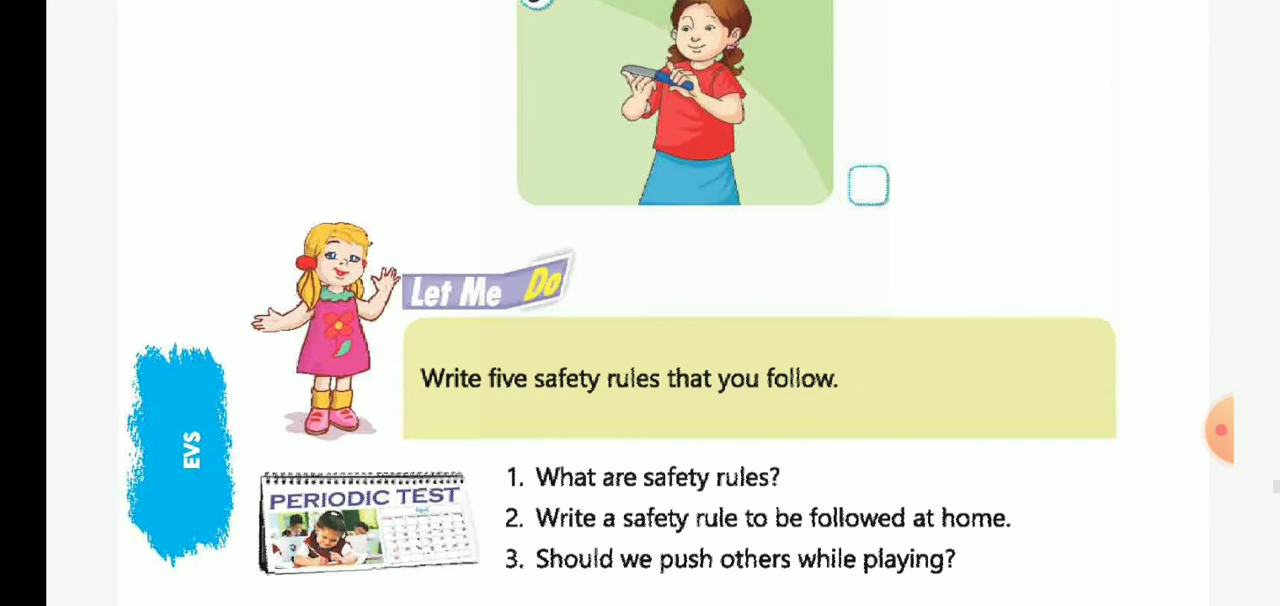 Let Me Do
Write five safety rules that you follow.
EVS
PERIODIC TEST
1. What are safety rules?
2. Write a safety rule to be followed at home.
3. Should we push others while playing?